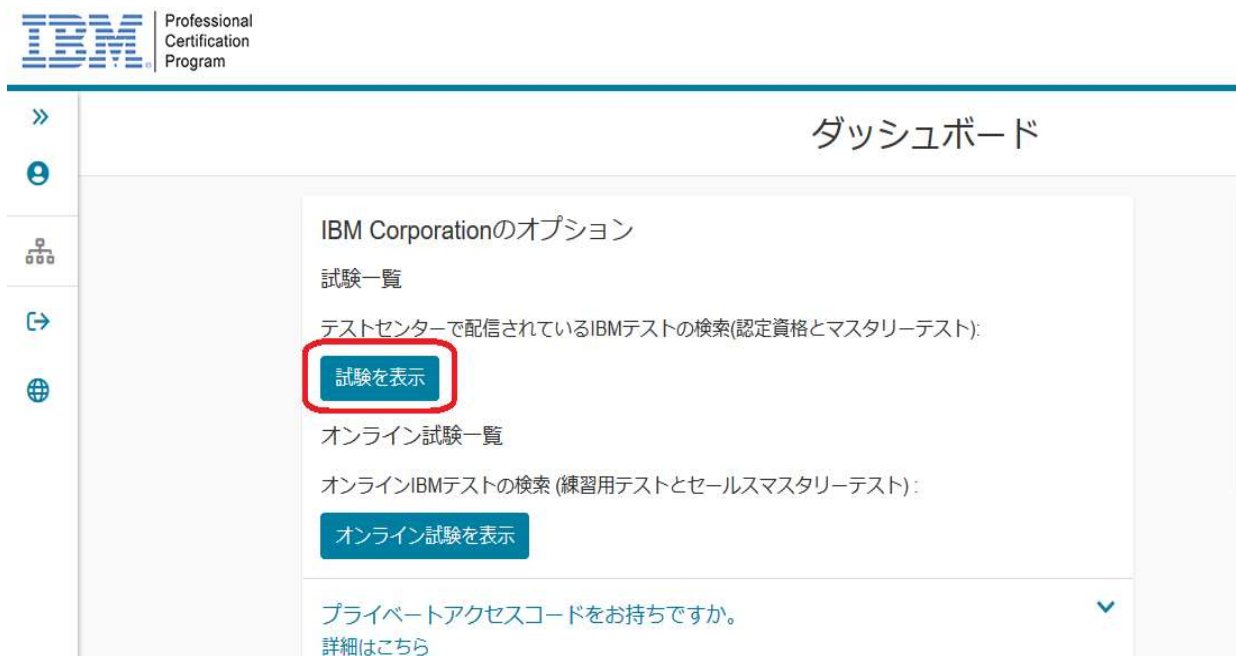 IBM
Professional
Certification
Program
ダッシュボード
IBM Corporationのオプション
試験一覧
テストセンターで配信されているIBMテストの検索(認定資格とマスタリーテスト):
試験を表示
オンライン試験一覧
オンラインIBMテストの検索 (練習用テストとセールスマスタリーテスト) :
オンライン試験を表示
プライベートアクセスコードをお持ちですか。
詳細はこちら